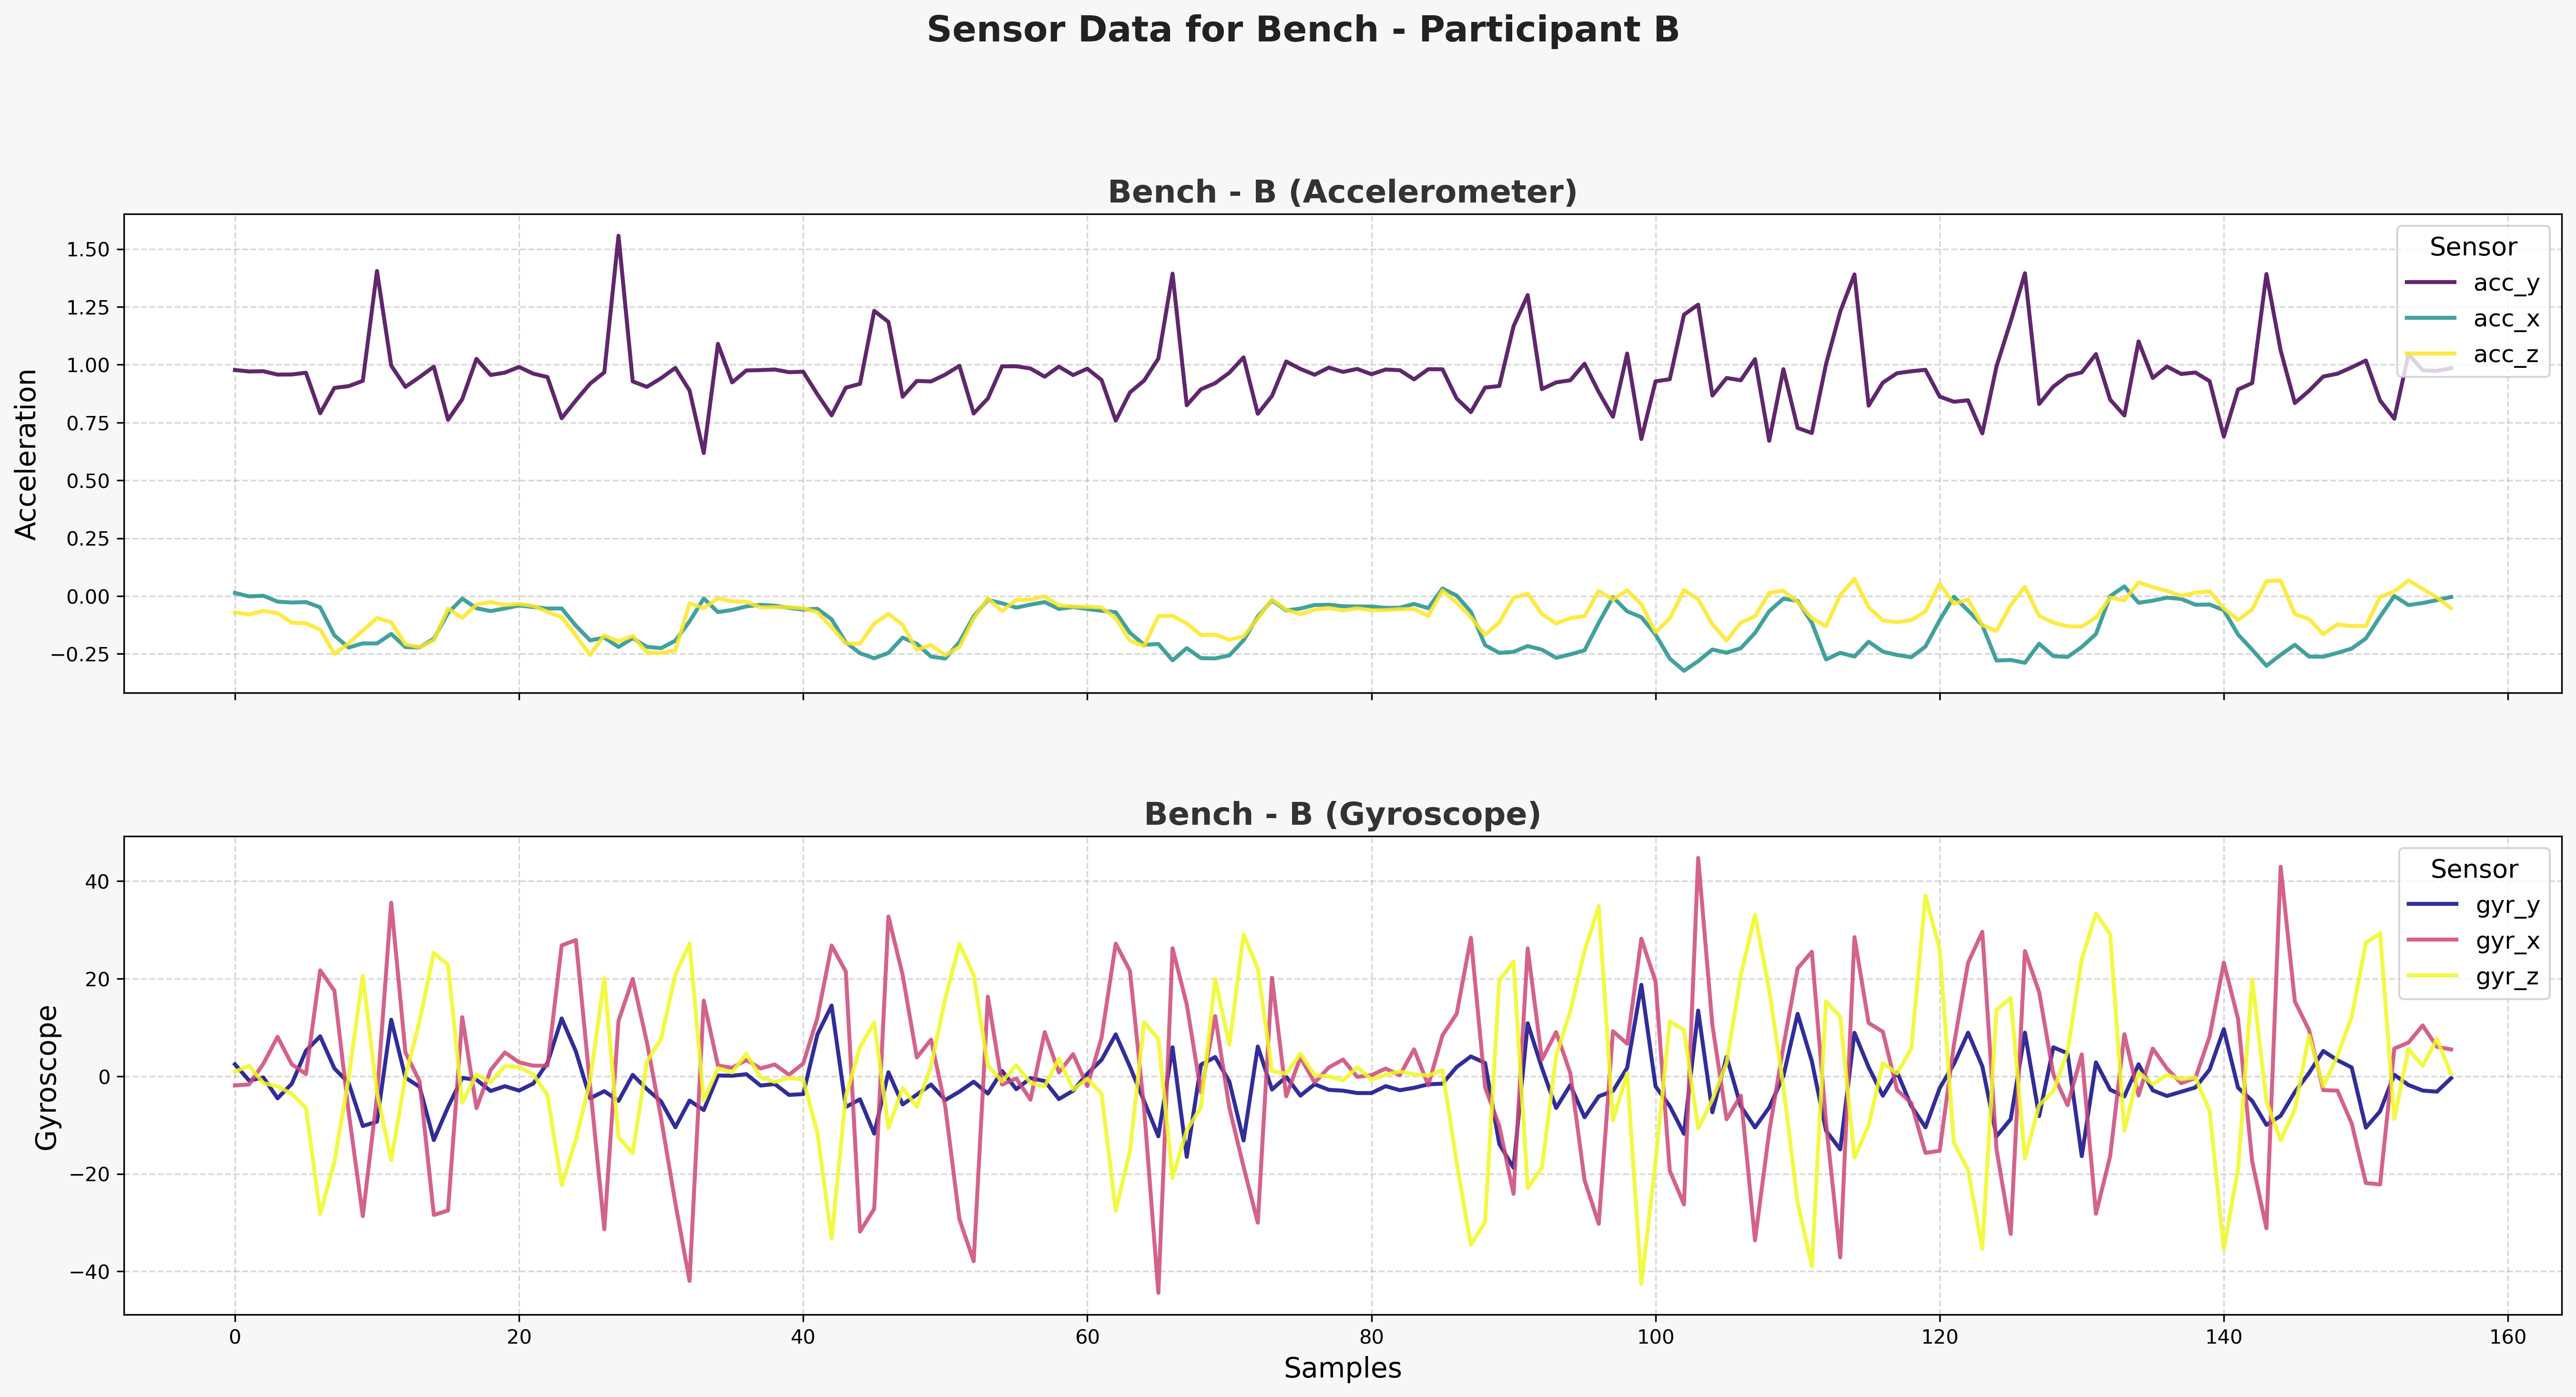 Sensor Data for Bench - Participant B
Bench - B (Accelerometer)
Acceleration
1.50
1.25
1.00
0.75
0.50
0.25
0.00
−0.25
Sensor
acc_y
acc_x
acc_z
Bench - B (Gyroscope)
Gyroscope
40
20
0
−20
−40
Sensor
gyr_y
gyr_x
gyr_z
0 20 40 60 80 100 120 140 160
Samples